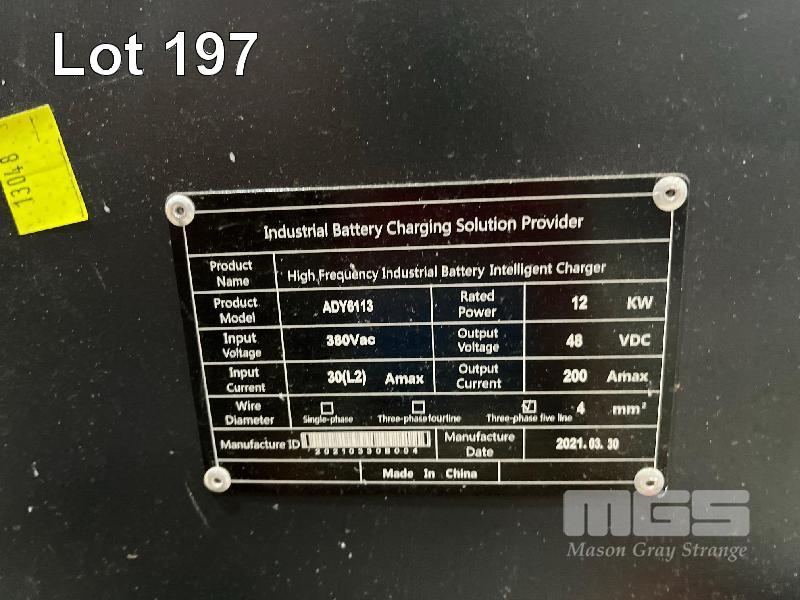 Lot 197
13048
Industrial Battery Charging Solution Provider
Product Name High Frequency Industrial Battery Intelligent Charger
Product Model ADY6113 Rated Power 12 KW
Input Voltage 380Vac Output Voltage 48 VDC
Input Current 30(L2) Amax Output Current 200 Amax
Wire Diameter Single-phase Three-phase fourline Three-phase five line 4 mm²
Manufacture ID 20210330B004 Manufacture Date 2021.03.30
Made In China
MGS
Mason Gray Strange